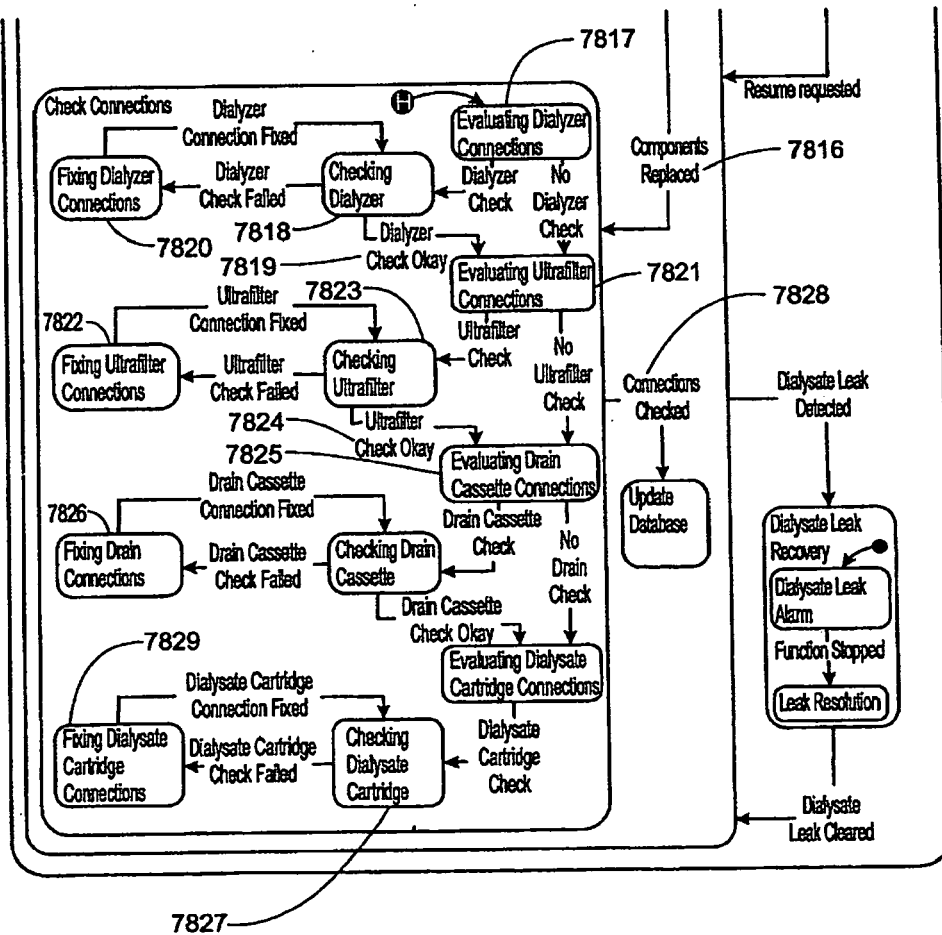 7817
Check Connections
Dialyzer
Connection Fixed
H
Evaluating Dialyzer
Connections
Resume requested
Components
Replaced
7816
Fixing Dialyzer
Connections
Dialyzer
Check Failed
Checking
Dialyzer
Dialyzer
Check
No
Dialyzer
Check
7820
7818
7819
Dialyzer
Check Okay
Evaluating Ultrafilter
Connections
7821
Ultrafilter
Connection Fixed
7823
7822
7828
Fixing Ultrafilter
Connections
Ultrafilter
Check Failed
Checking
Ultrafilter
Ultrafilter
Check
No
Ultrafilter
Check
Connections
Checked
Dialysate Leak
Detected
7824
Ultrafilter
Check Okay
7825
Evaluating Drain
Cassette Connections
Update
Database
Drain Cassette
Connection Fixed
7826
Fixing Drain
Connections
Drain Cassette
Check Failed
Checking Drain
Cassette
Drain Cassette
Check
No
Drain
Check
Dialysate Leak
Recovery
Dialysate Leak
Alarm
Function Stopped
Leak Resolution
Drain Cassette
Check Okay
7829
Evaluating Dialysate
Cartridge Connections
Dialysate Cartridge
Connection Fixed
Fixing Dialysate
Cartridge
Connections
Dialysate Cartridge
Check Failed
Checking
Dialysate
Cartridge
Dialysate
Cartridge
Check
Dialysate
Leak Cleared
7827